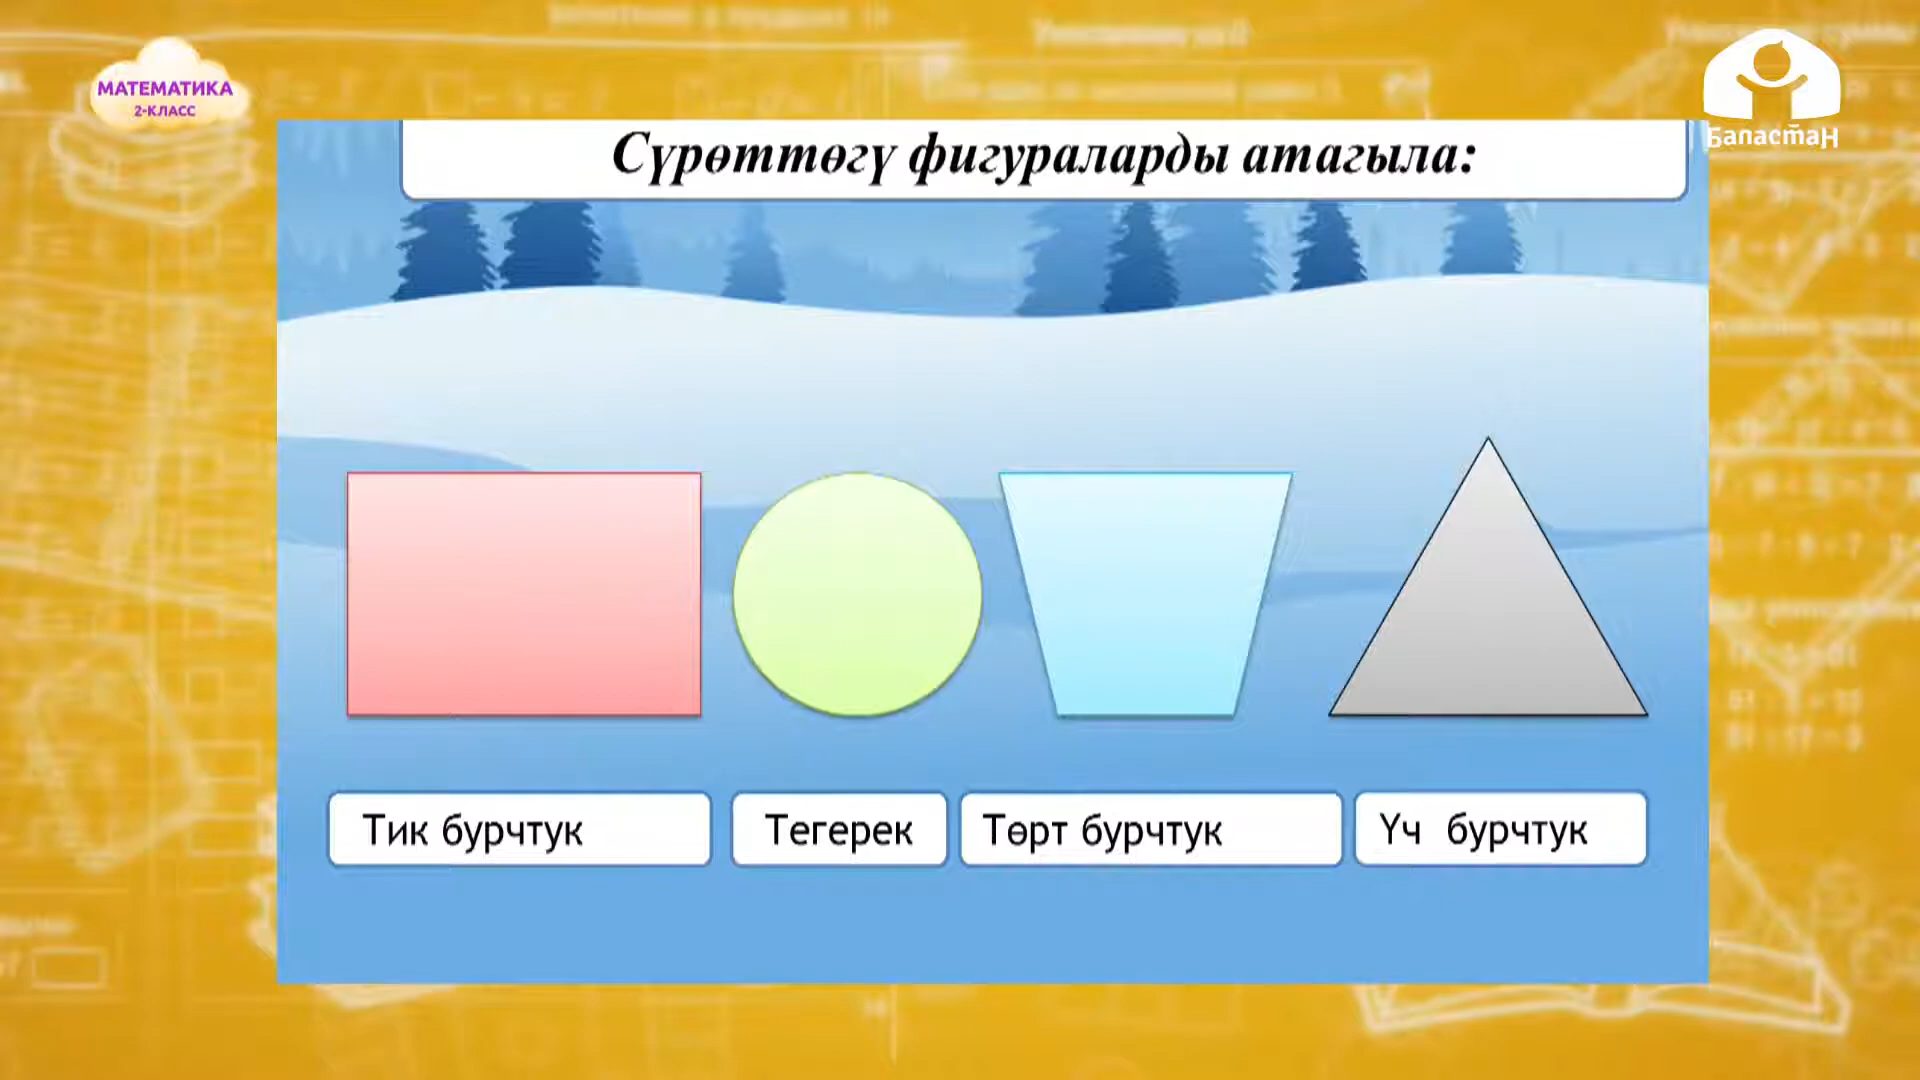 МАТЕМАТИКА
2-КЛАСС
Баластан
Сүрөттөгү фигураларды атагыла:
Тик бурчтук
Тегерек
Төрт бурчтук
Үч бурчтук